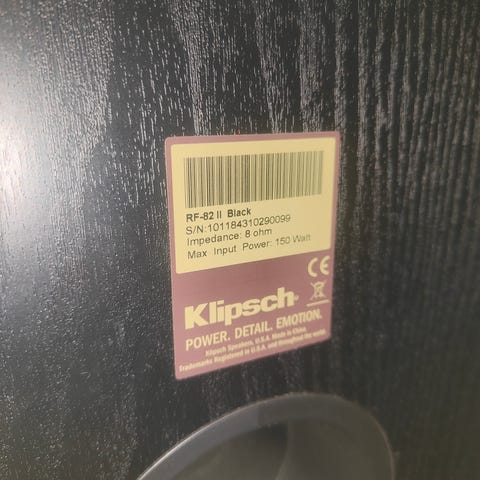 RF-82 II Black
S/N:101184310290099
Impedance: 8 ohm
Max Input Power: 150 Watt
CE
Klipsch®
POWER. DETAIL. EMOTION.
Klipsch Speakers, U.S.A. Made in China.
Trademarks Registered in U.S.A. and throughout the world.